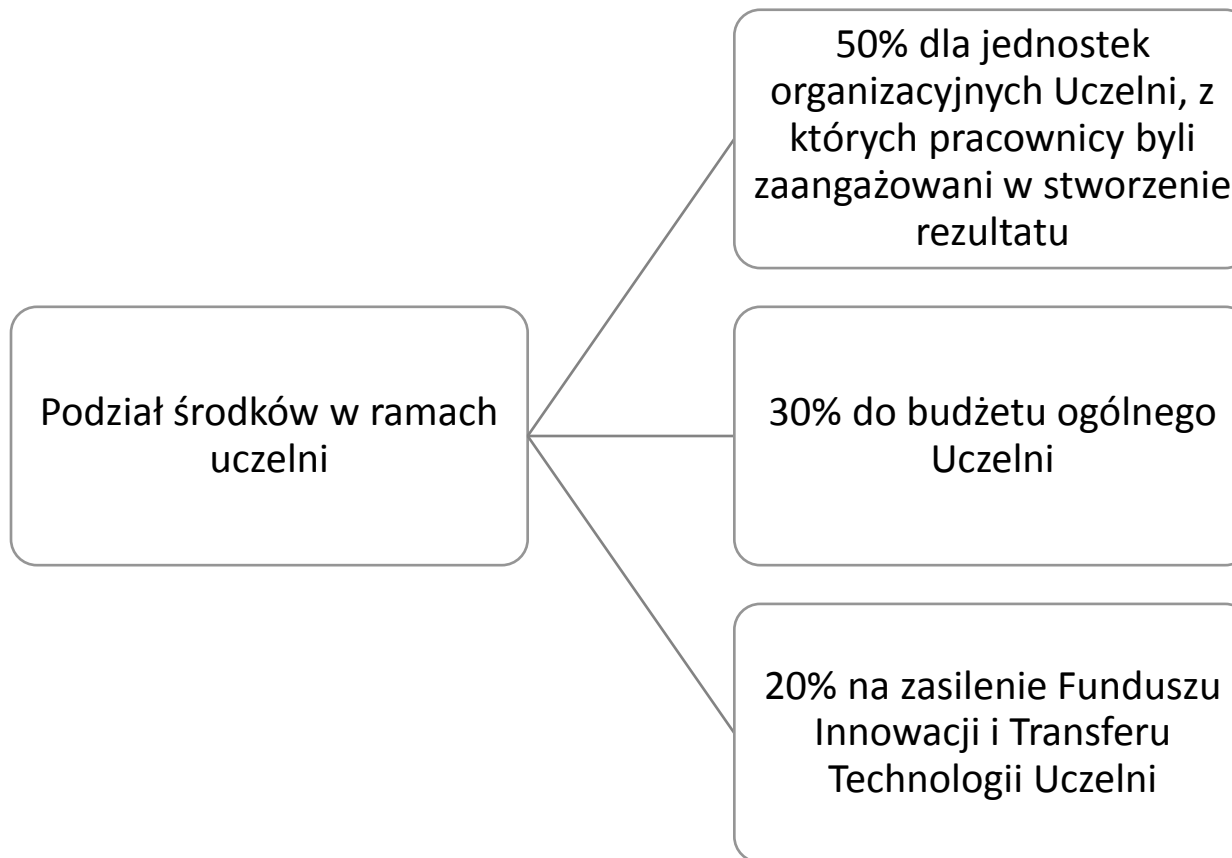 50% dla jednostek
organizacyjnych Uczelni, z
których pracownicy byli
zaangażowani w stworzenie
rezultatu
Podział środków w ramach
uczelni
30% do budżetu ogólnego
Uczelni
20% na zasilenie Funduszu
Innowacji i Transferu
Technologii Uczelni